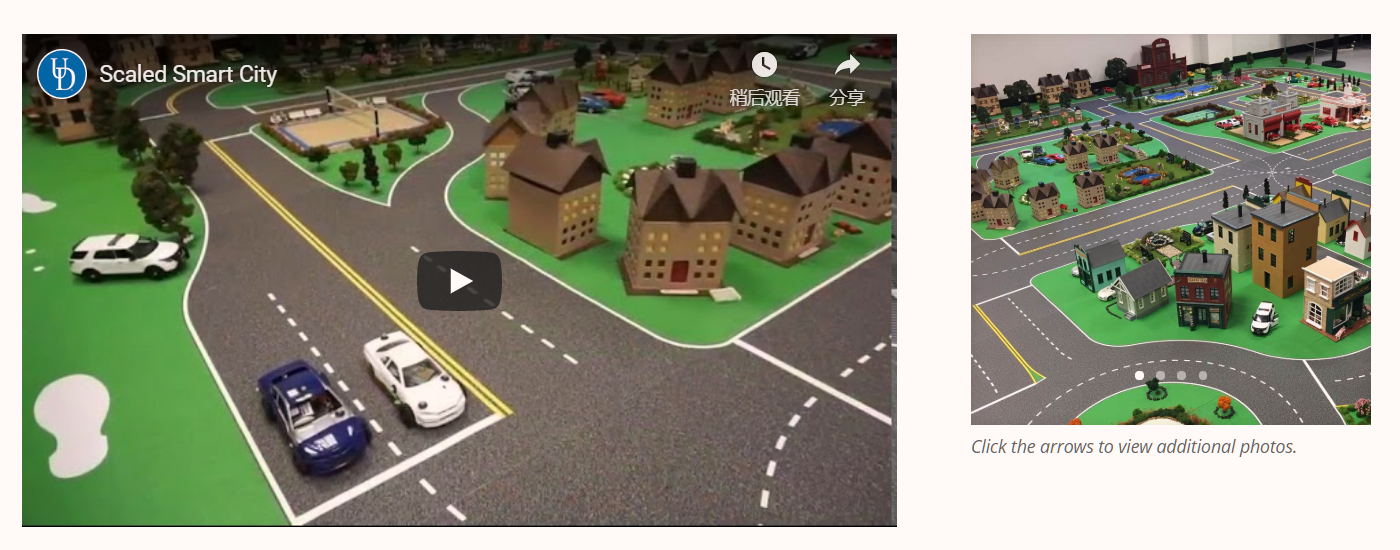 UD
Scaled Smart City
稍后观看
分享
Click the arrows to view additional photos.